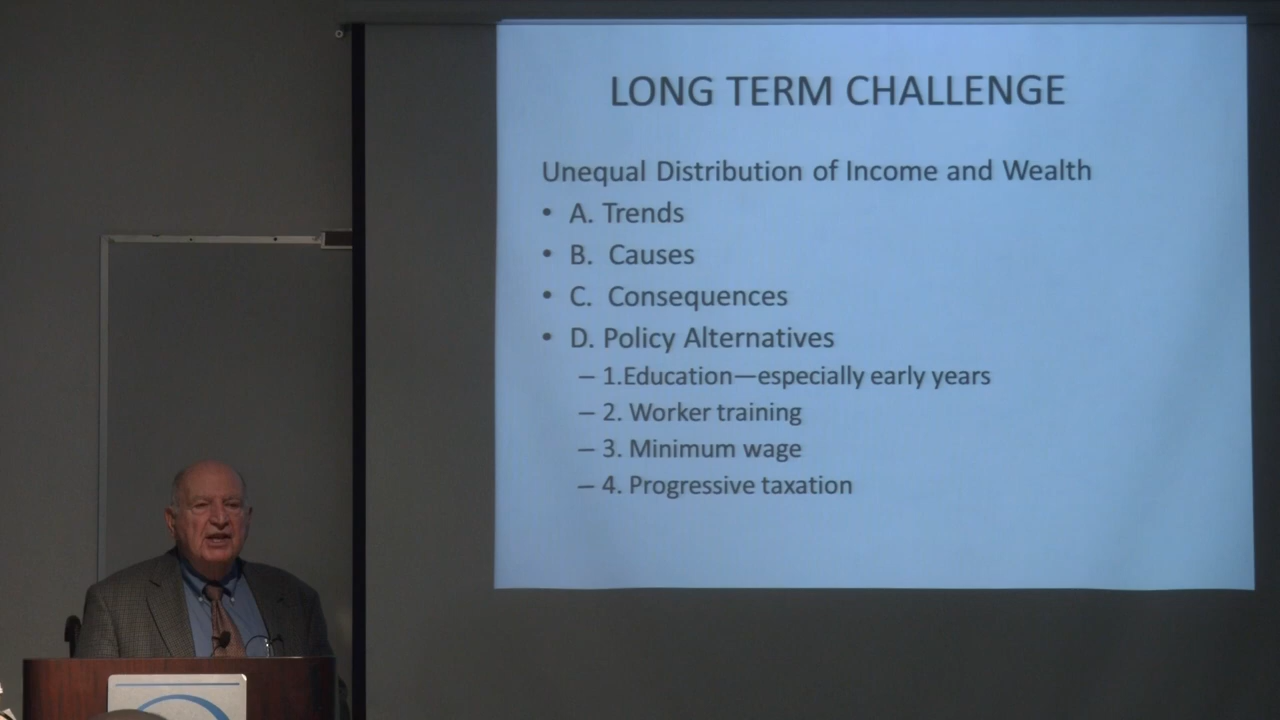 LONG TERM CHALLENGE
Unequal Distribution of Income and Wealth
• A. Trends
• B. Causes
• C. Consequences
• D. Policy Alternatives
– 1.Education—especially early years
– 2. Worker training
– 3. Minimum wage
– 4. Progressive taxation